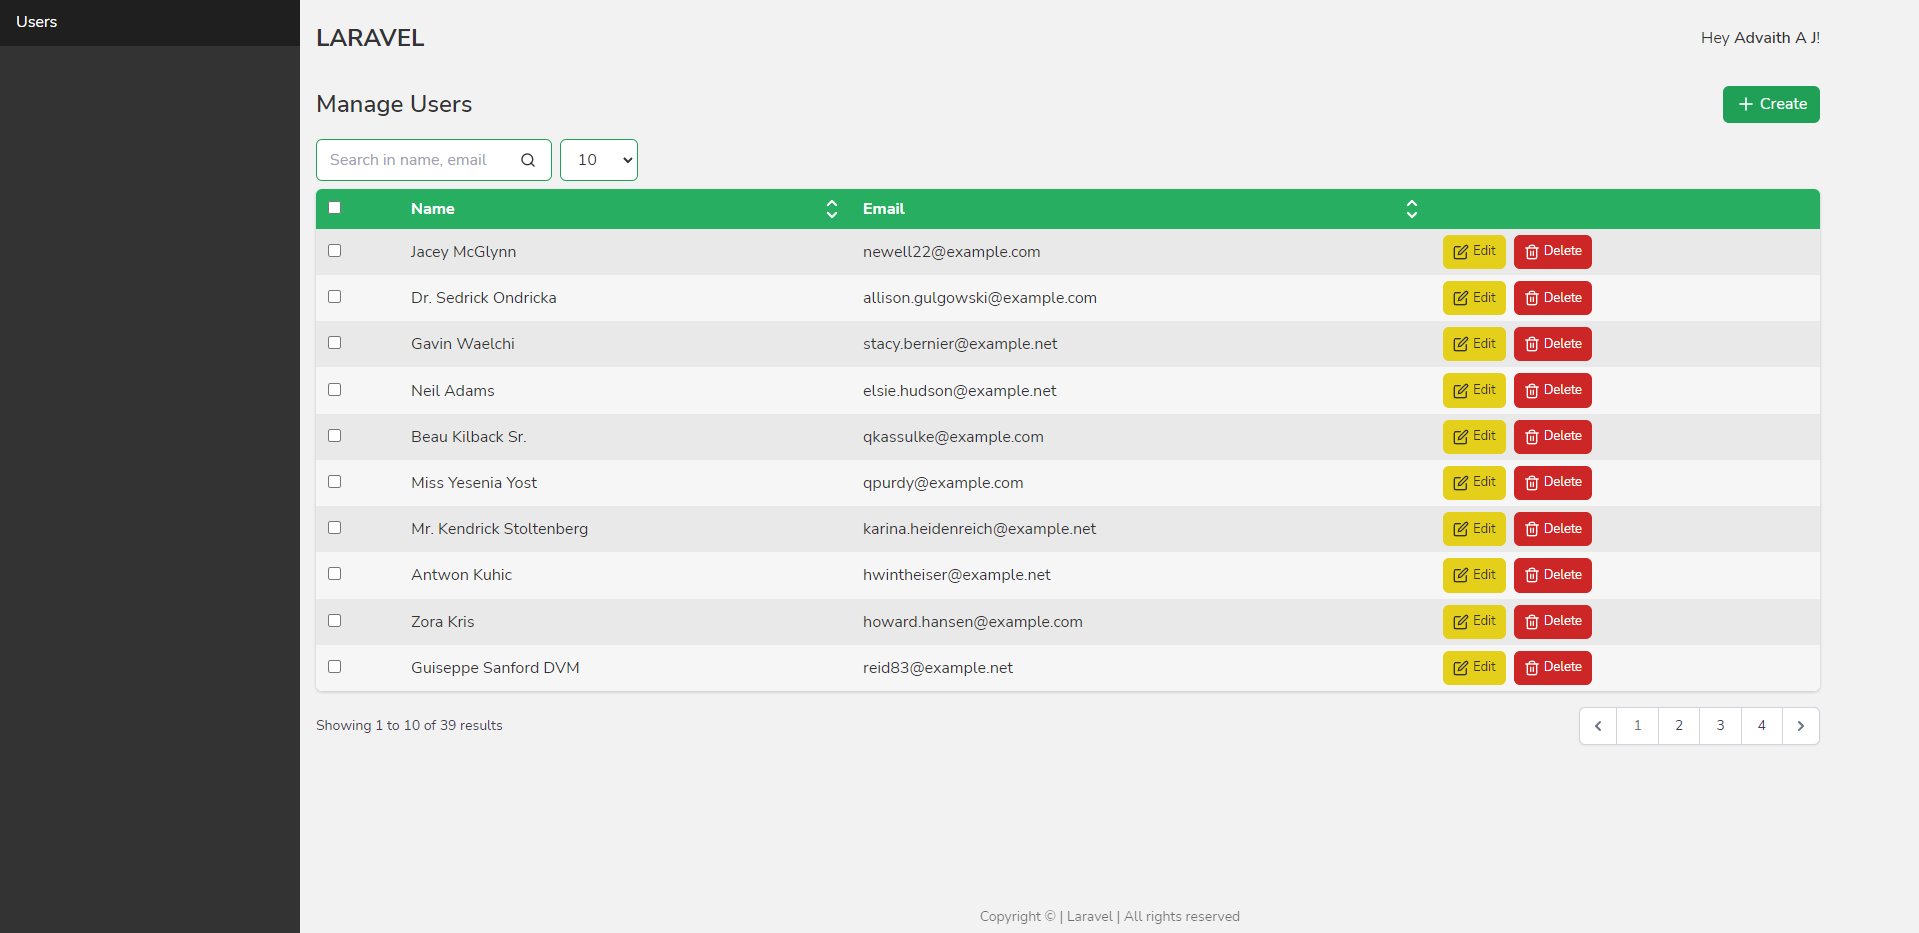 Users
LARAVEL
Hey Advaith A J!
Manage Users
Create
Search in name, email
10
Name Email
Jacey McGlynn newell22@example.com Edit Delete
Dr. Sedrick Ondricka allison.gulgowski@example.com Edit Delete
Gavin Waelchi stacy.bernier@example.net Edit Delete
Neil Adams elsie.hudson@example.net Edit Delete
Beau Kilback Sr. qkassulke@example.com Edit Delete
Miss Yesenia Yost qpurdy@example.com Edit Delete
Mr. Kendrick Stoltenberg karina.heidenreich@example.net Edit Delete
Antwon Kuhic hwintheiser@example.net Edit Delete
Zora Kris howard.hansen@example.com Edit Delete
Guiseppe Sanford DVM reid83@example.net Edit Delete
Showing 1 to 10 of 39 results
1 2 3 4
Copyright © | Laravel | All rights reserved